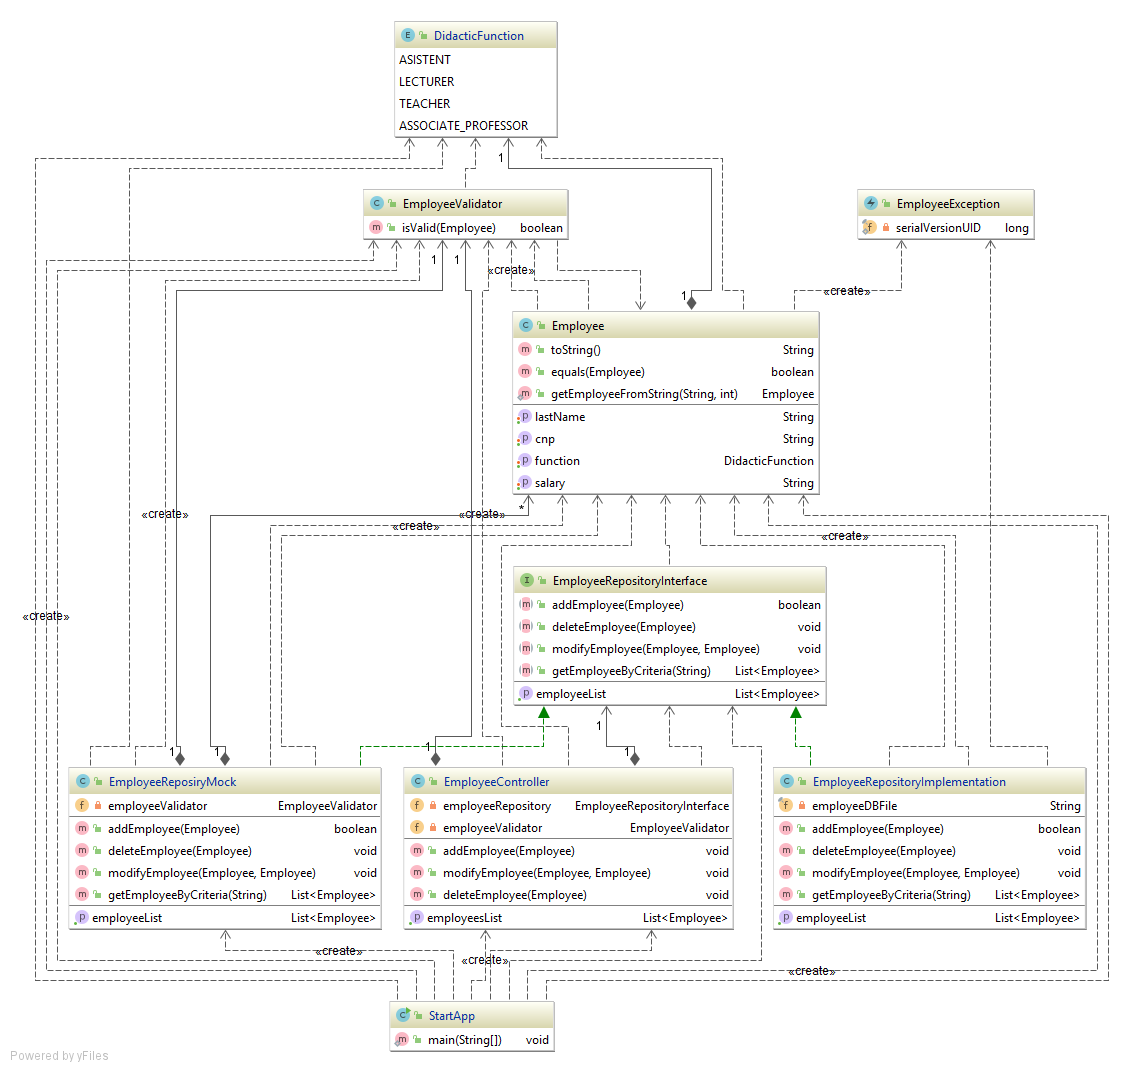 DidacticFunction
ASISTENT
LECTURER
TEACHER
ASSOCIATE_PROFESSOR
1
EmployeeValidator
isValid(Employee) boolean
EmployeeException
serialVersionUID long
1
1
«create»
1
«create»
Employee
toString() String
equals(Employee) boolean
getEmployeeFromString(String, int) Employee
lastName String
cnp String
function DidacticFunction
salary String
*
«create»
«create»
«create»
«create»
EmployeeRepositoryInterface
addEmployee(Employee) boolean
deleteEmployee(Employee) void
modifyEmployee(Employee, Employee) void
getEmployeeByCriteria(String) List<Employee>
employeeList List<Employee>
«create»
1
1
1
1
1
EmployeeReposiryMock
employeeValidator EmployeeValidator
addEmployee(Employee) boolean
deleteEmployee(Employee) void
modifyEmployee(Employee, Employee) void
getEmployeeByCriteria(String) List<Employee>
employeeList List<Employee>
EmployeeController
employeeRepository EmployeeRepositoryInterface
employeeValidator EmployeeValidator
addEmployee(Employee) void
modifyEmployee(Employee, Employee) void
deleteEmployee(Employee) void
employeesList List<Employee>
EmployeeRepositoryImplementation
employeeDBFile String
addEmployee(Employee) boolean
deleteEmployee(Employee) void
modifyEmployee(Employee, Employee) void
getEmployeeByCriteria(String) List<Employee>
employeeList List<Employee>
«create»
«create»
«create»
StartApp
main(String[]) void
Powered by yFiles